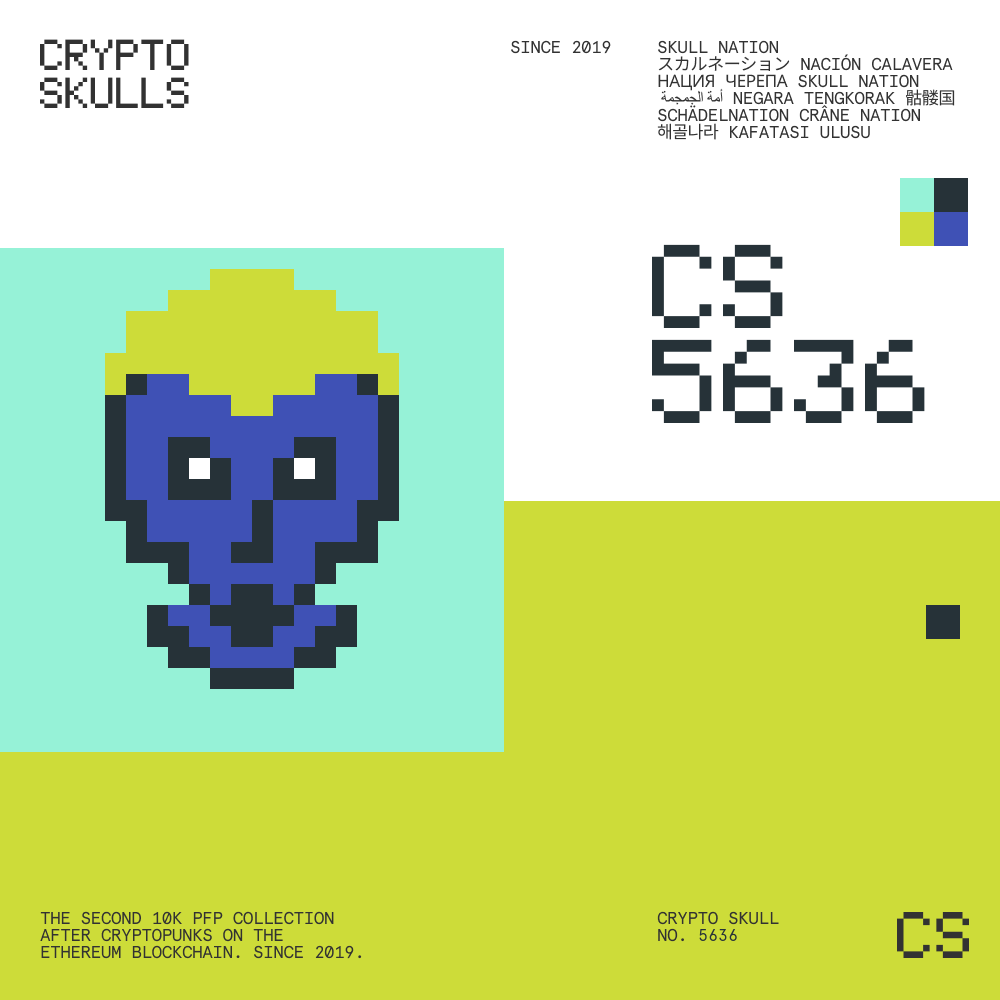 CRYPTO
SKULLS
SINCE 2019
SKULL NATION
スカルネーション NACIÓN CALAVERA
НАЦИЯ ЧЕРЕПА SKULL NATION
أمة الجمجمة NEGARA TENGKORAK 骷髅国
SCHÄDELNATION CRÂNE NATION
해골나라 KAFATASI ULUSU
CS
5636
THE SECOND 10K PFP COLLECTION
AFTER CRYPTOPUNKS ON THE
ETHEREUM BLOCKCHAIN. SINCE 2019.
CRYPTO SKULL
NO. 5636
CS